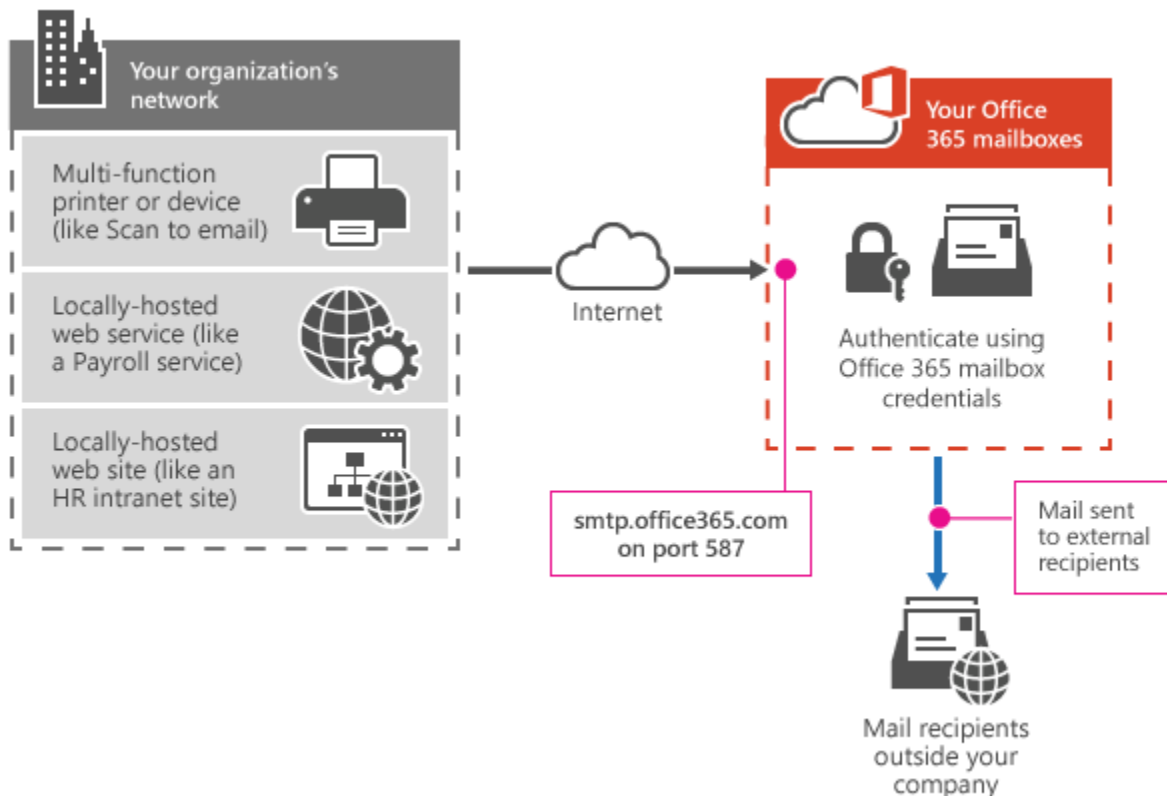 Your organization's
network
Multi-function
printer or device
(like Scan to email)
Locally-hosted
web service (like
a Payroll service)
Locally-hosted
web site (like an
HR intranet site)
Internet
Your Office
365 mailboxes
Authenticate using
Office 365 mailbox
credentials
smtp.office365.com
on port 587
Mail sent
to external
recipients
Mail recipients
outside your
company